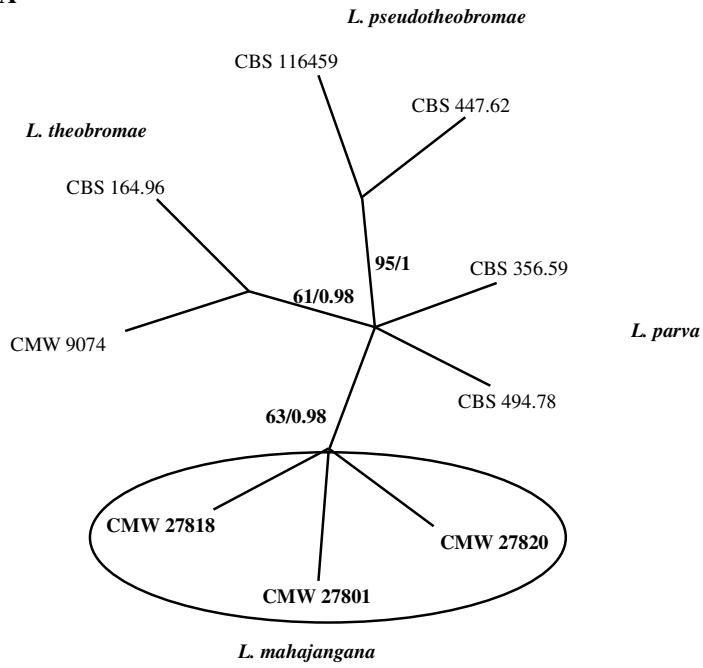 A
L. pseudotheobromae
CBS 116459
CBS 447.62
L. theobromae
CBS 164.96
95/1
CBS 356.59
61/0.98
L. parva
CMW 9074
CBS 494.78
63/0.98
CMW 27818
CMW 27820
CMW 27801
L. mahajangana